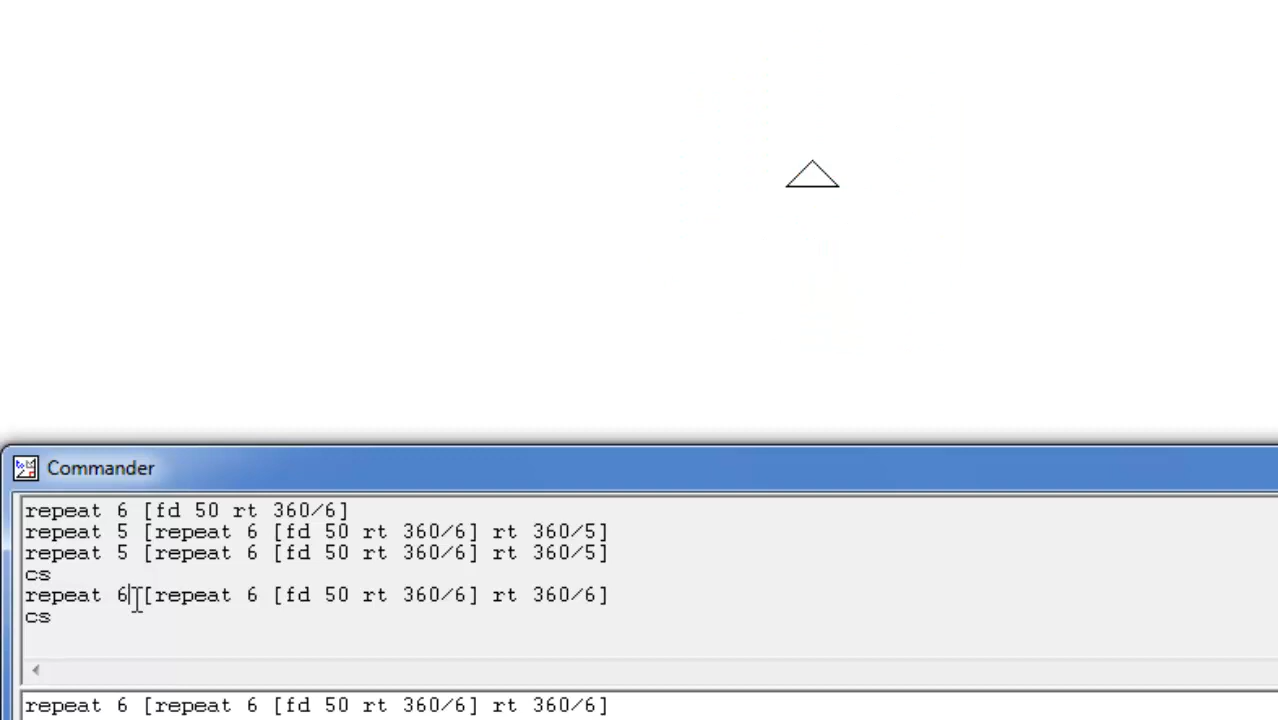 Commander
repeat 6 [fd 50 rt 360/6]
repeat 5 [repeat 6 [fd 50 rt 360/6] rt 360/5]
repeat 5 [repeat 6 [fd 50 rt 360/6] rt 360/5]
cs
repeat 6 [repeat 6 [fd 50 rt 360/6] rt 360/6]
cs
repeat 6 [repeat 6 [fd 50 rt 360/6] rt 360/6]